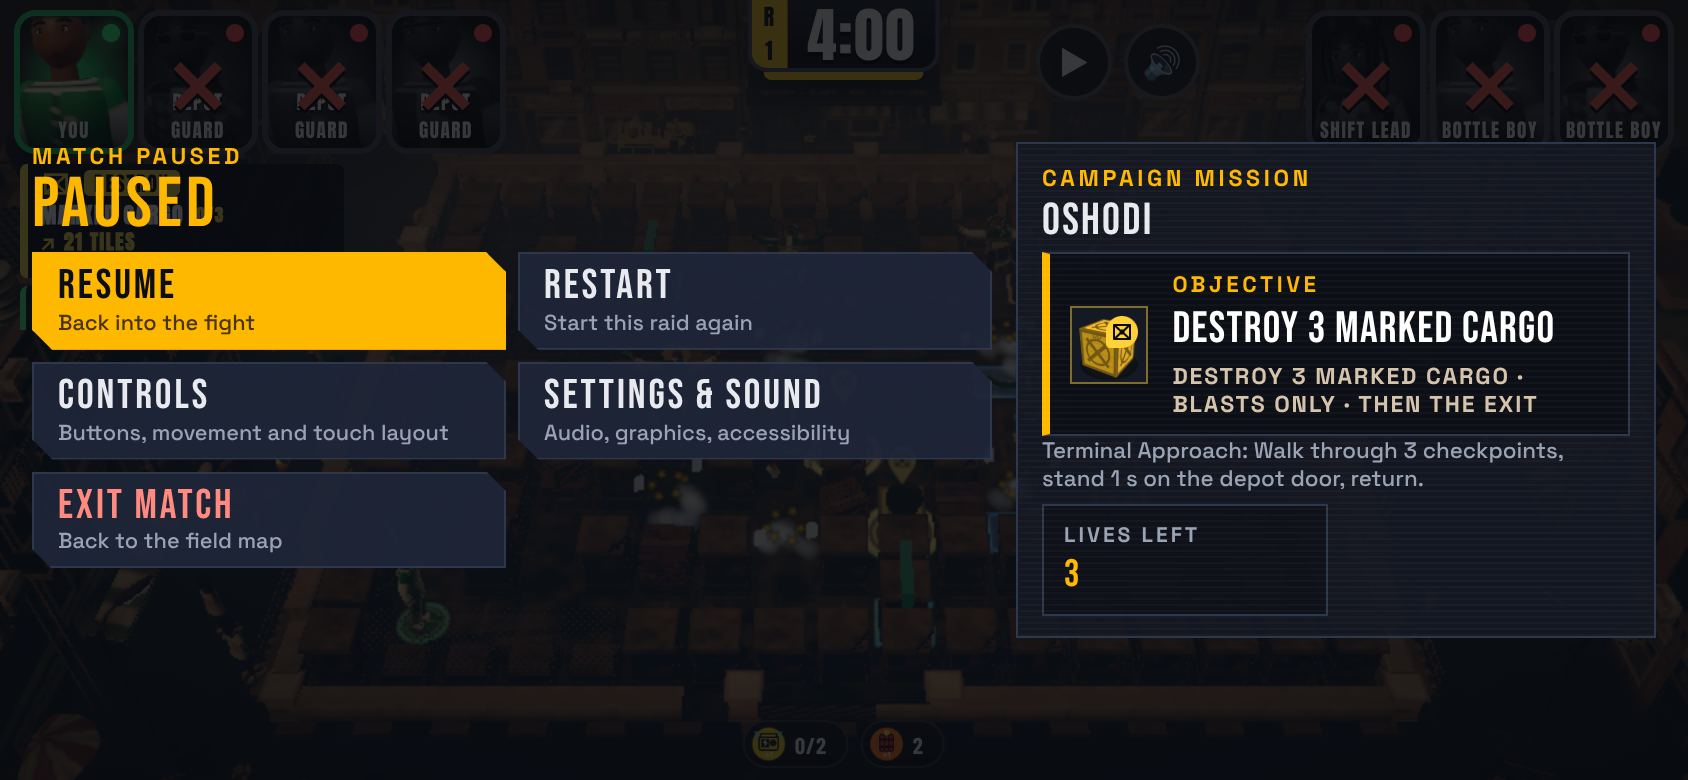 R
1
4:00
YOU
GUARD
GUARD
GUARD
SHIFT LEAD
BOTTLE BOY
BOTTLE BOY
MATCH PAUSED
PAUSED
21 TILES
RESUME
Back into the fight
RESTART
Start this raid again
CONTROLS
Buttons, movement and touch layout
SETTINGS & SOUND
Audio, graphics, accessibility
EXIT MATCH
Back to the field map
CAMPAIGN MISSION
OSHODI
OBJECTIVE
DESTROY 3 MARKED CARGO
DESTROY 3 MARKED CARGO ·
BLASTS ONLY · THEN THE EXIT
Terminal Approach: Walk through 3 checkpoints,
stand 1 s on the depot door, return.
LIVES LEFT
3
0/2
2